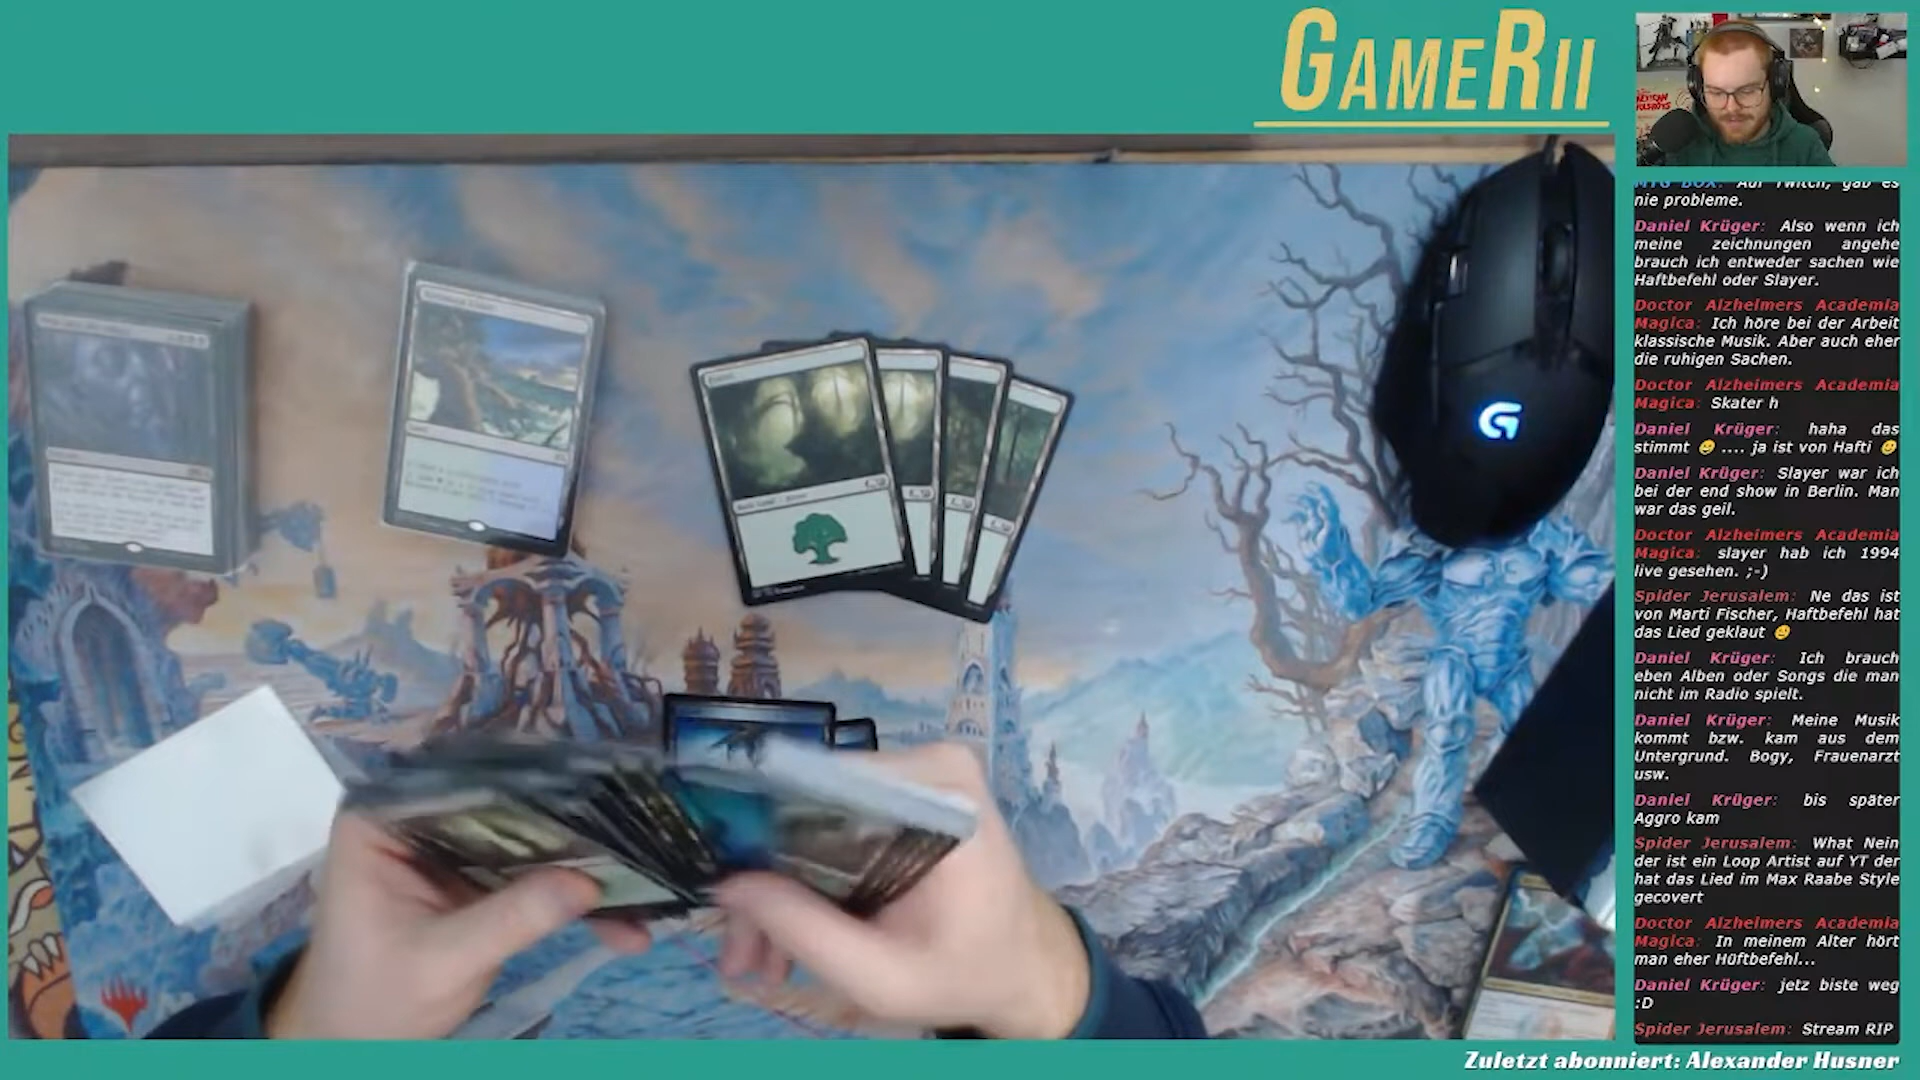 GAMERII
MTG BOX: Auf Twitch, gab es
nie probleme.
Daniel Krüger: Also wenn ich
meine zeichnungen angehe
brauch ich entweder sachen wie
Haftbefehl oder Slayer.
Doctor Alzheimers Academia
Magica: Ich höre bei der Arbeit
klassische Musik. Aber auch eher
die ruhigen Sachen.
Doctor Alzheimers Academia
Magica: Skater h
Daniel Krüger: haha das
stimmt 🙂 .... ja ist von Hafti 🙂
Daniel Krüger: Slayer war ich
bei der end show in Berlin. Man
war das geil.
Doctor Alzheimers Academia
Magica: slayer hab ich 1994
live gesehen. ;-)
Spider Jerusalem: Ne das ist
von Marti Fischer, Haftbefehl hat
das Lied geklaut 🙂
Daniel Krüger: Ich brauch
eben Alben oder Songs die man
nicht im Radio spielt.
Daniel Krüger: Meine Musik
kommt bzw. kam aus dem
Untergrund. Bogy, Frauenarzt
usw.
Daniel Krüger: bis später
Aggro kam
Spider Jerusalem: What Nein
der ist ein Loop Artist auf YT der
hat das Lied im Max Raabe Style
gecovert
Doctor Alzheimers Academia
Magica: In meinem Alter hört
man eher Hüftbefehl...
Daniel Krüger: jetz biste weg
:D
Spider Jerusalem: Stream RIP
Zuletzt abonniert: Alexander Husner